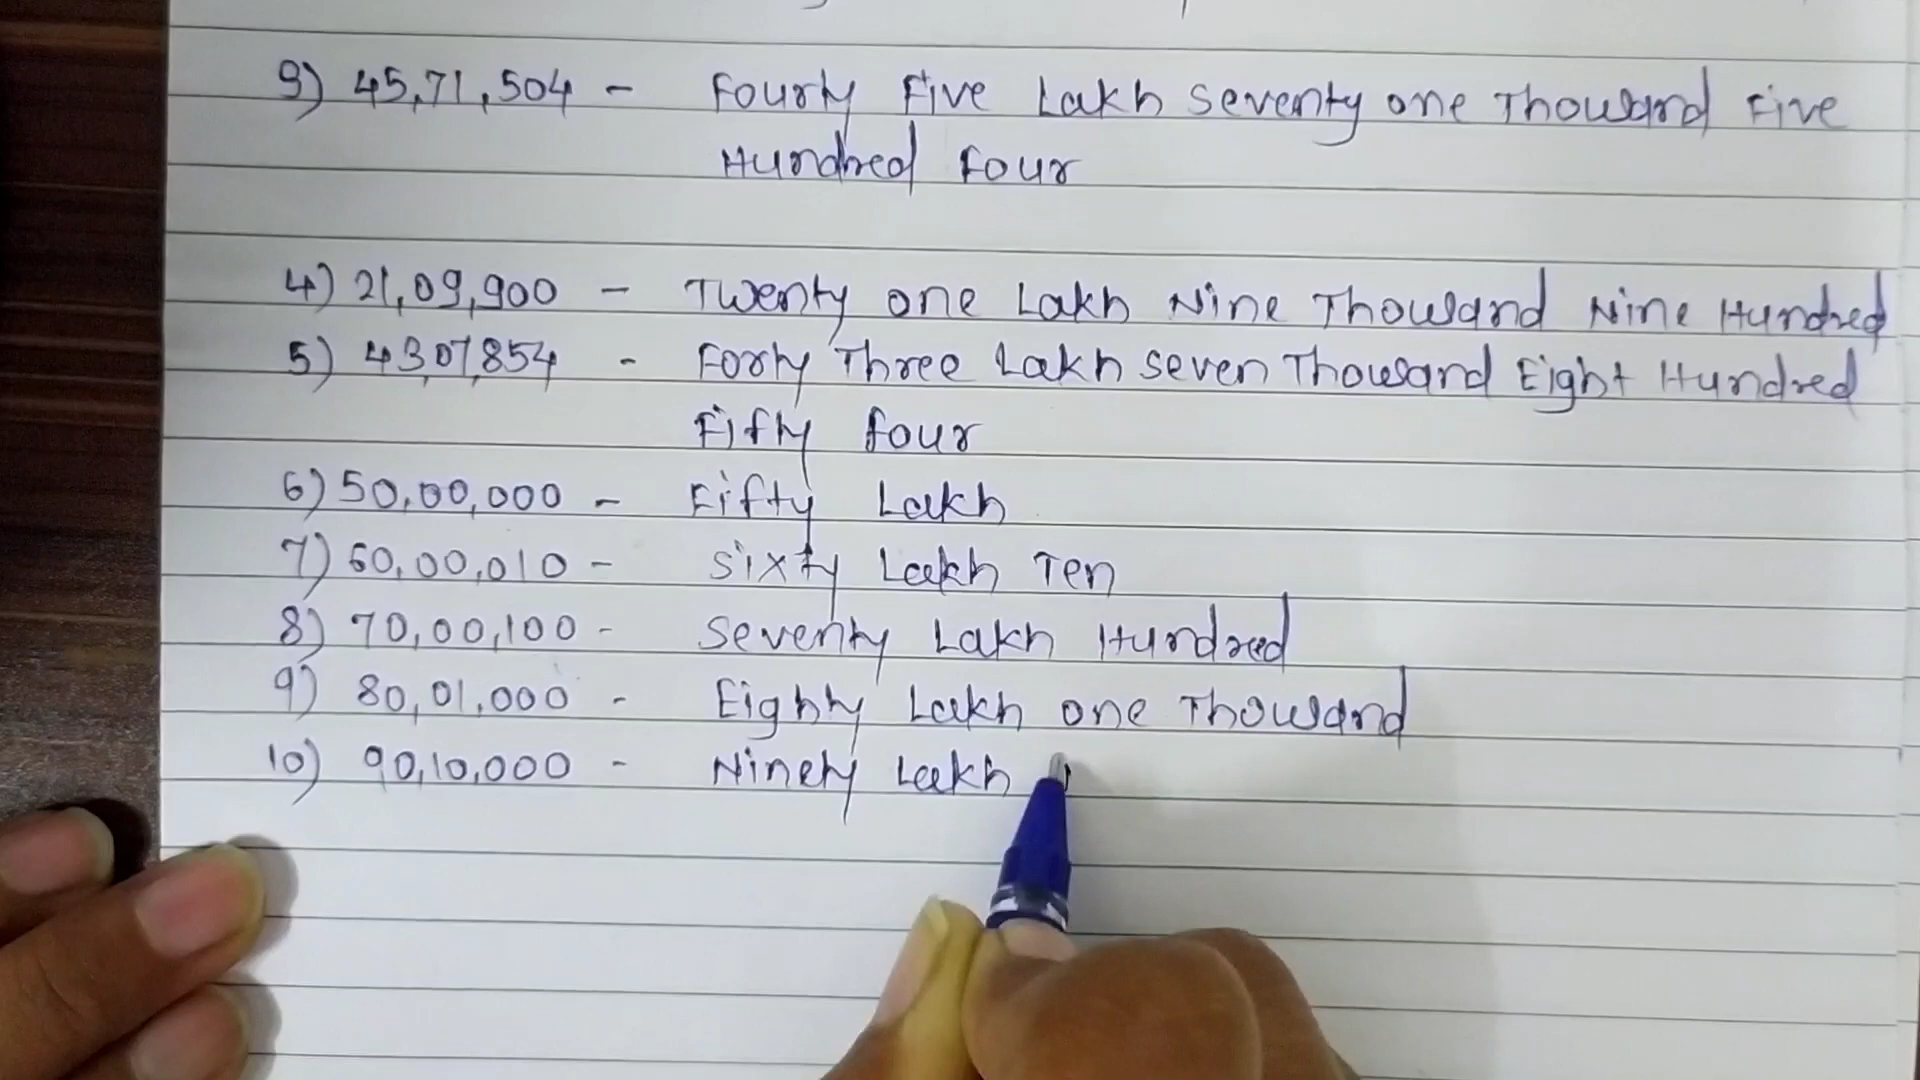 3) 45,71,504 - Fourty Five Lakh Seventy one Thousand Five
Hundred Four
4) 21,09,900 - Twenty one Lakh Nine Thousand Nine Hundred
5) 43,07,854 - Forty Three Lakh Seven Thousand Eight Hundred
Fifty Four
6) 50,00,000 - Fifty Lakh
7) 60,00,010 - Sixty Lakh Ten
8) 70,00,100 - Seventy Lakh Hundred
9) 80,01,000 - Eighty Lakh one Thousand
10) 90,10,000 - Ninety Lakh